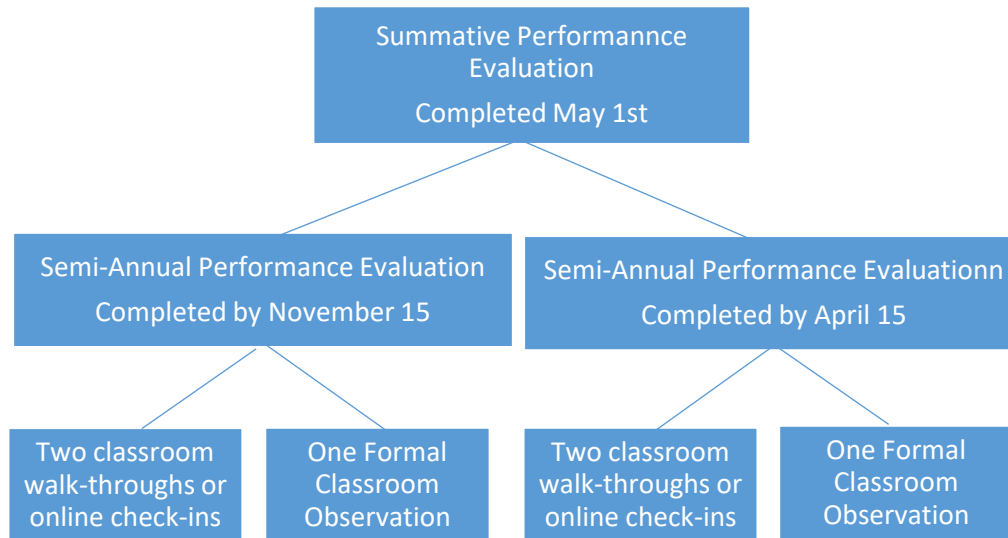 Summative Performannce
Evaluation
Completed May 1st
Semi-Annual Performance Evaluation
Completed by November 15
Semi-Annual Performance Evaluationn
Completed by April 15
Two classroom
walk-throughs or
online check-ins
One Formal
Classroom
Observation
Two classroom
walk-throughs or
online check-ins
One Formal
Classroom
Observation